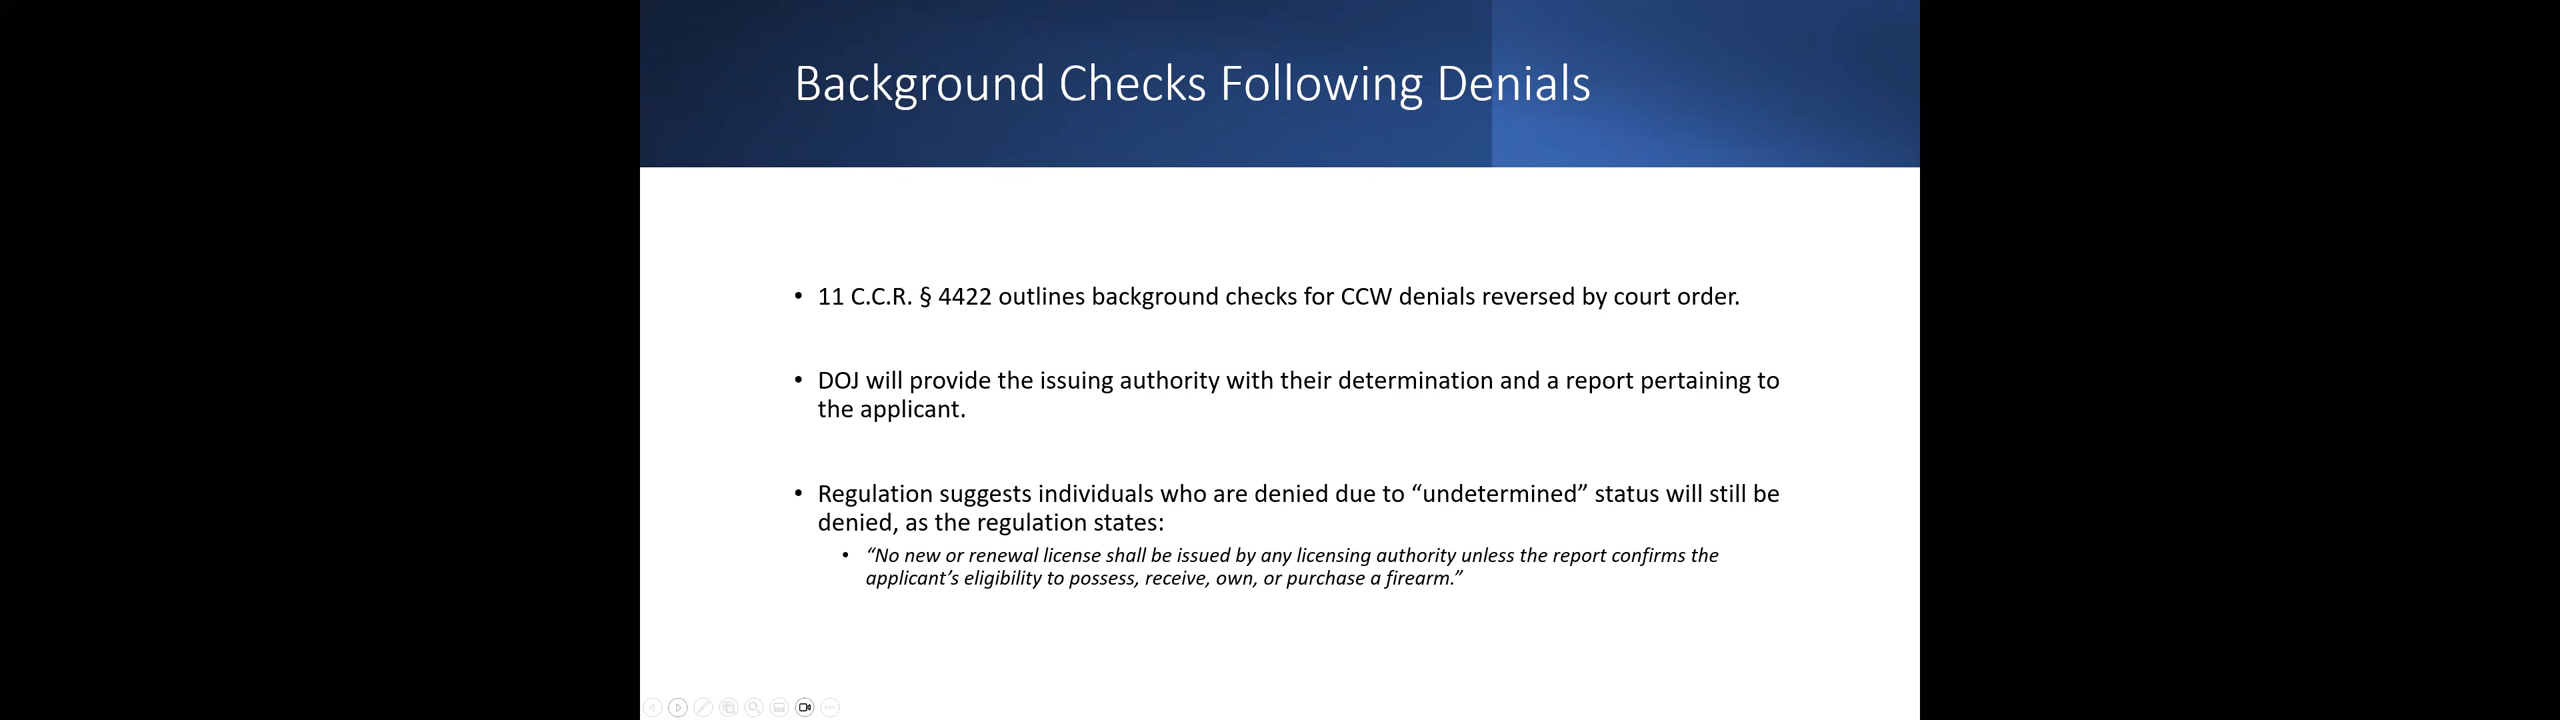 Background Checks Following Denials
• 11 C.C.R. § 4422 outlines background checks for CCW denials reversed by court order.
• DOJ will provide the issuing authority with their determination and a report pertaining to
the applicant.
• Regulation suggests individuals who are denied due to “undetermined” status will still be
denied, as the regulation states:
• “No new or renewal license shall be issued by any licensing authority unless the report confirms the
applicant’s eligibility to possess, receive, own, or purchase a firearm.”